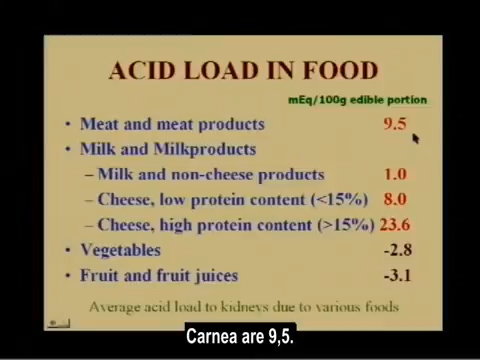 ACID LOAD IN FOOD
mEq/100g edible portion
• Meat and meat products 9.5
• Milk and Milkproducts
– Milk and non-cheese products 1.0
– Cheese, low protein content (<15%) 8.0
– Cheese, high protein content (>15%) 23.6
• Vegetables -2.8
• Fruit and fruit juices -3.1
Average acid load to kidneys due to various foods
Carnea are 9,5.